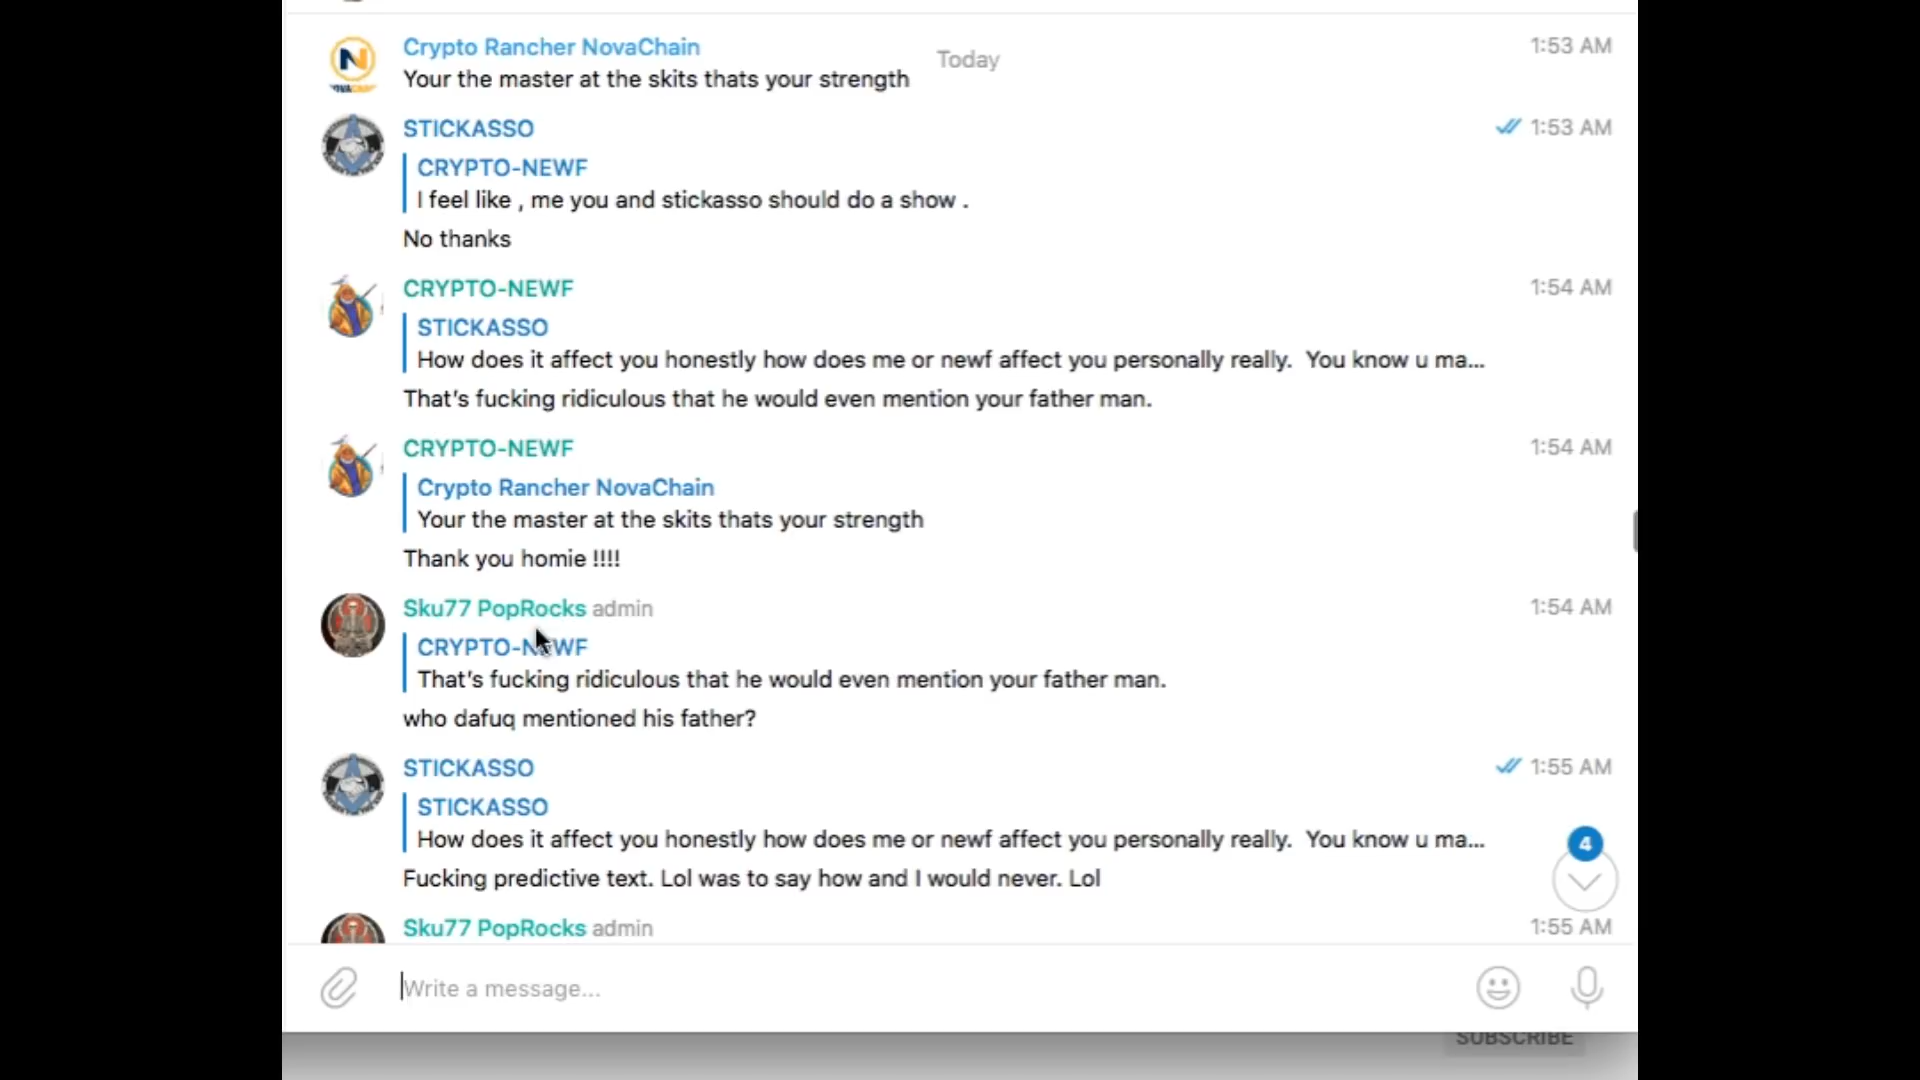 Crypto Rancher NovaChain
1:53 AM
Today
Your the master at the skits thats your strength
STICKASSO
1:53 AM
CRYPTO-NEWF
I feel like , me you and stickasso should do a show .
No thanks
CRYPTO-NEWF
1:54 AM
STICKASSO
How does it affect you honestly how does me or newf affect you personally really.  You know u ma...
That's fucking ridiculous that he would even mention your father man.
CRYPTO-NEWF
1:54 AM
Crypto Rancher NovaChain
Your the master at the skits thats your strength
Thank you homie !!!!
Sku77 PopRocks admin
1:54 AM
CRYPTO-NEWF
That's fucking ridiculous that he would even mention your father man.
who dafuq mentioned his father?
STICKASSO
1:55 AM
STICKASSO
How does it affect you honestly how does me or newf affect you personally really.  You know u ma...
4
Fucking predictive text. Lol was to say how and I would never. Lol
Sku77 PopRocks admin
1:55 AM
Write a message...
SUBSCRIBE